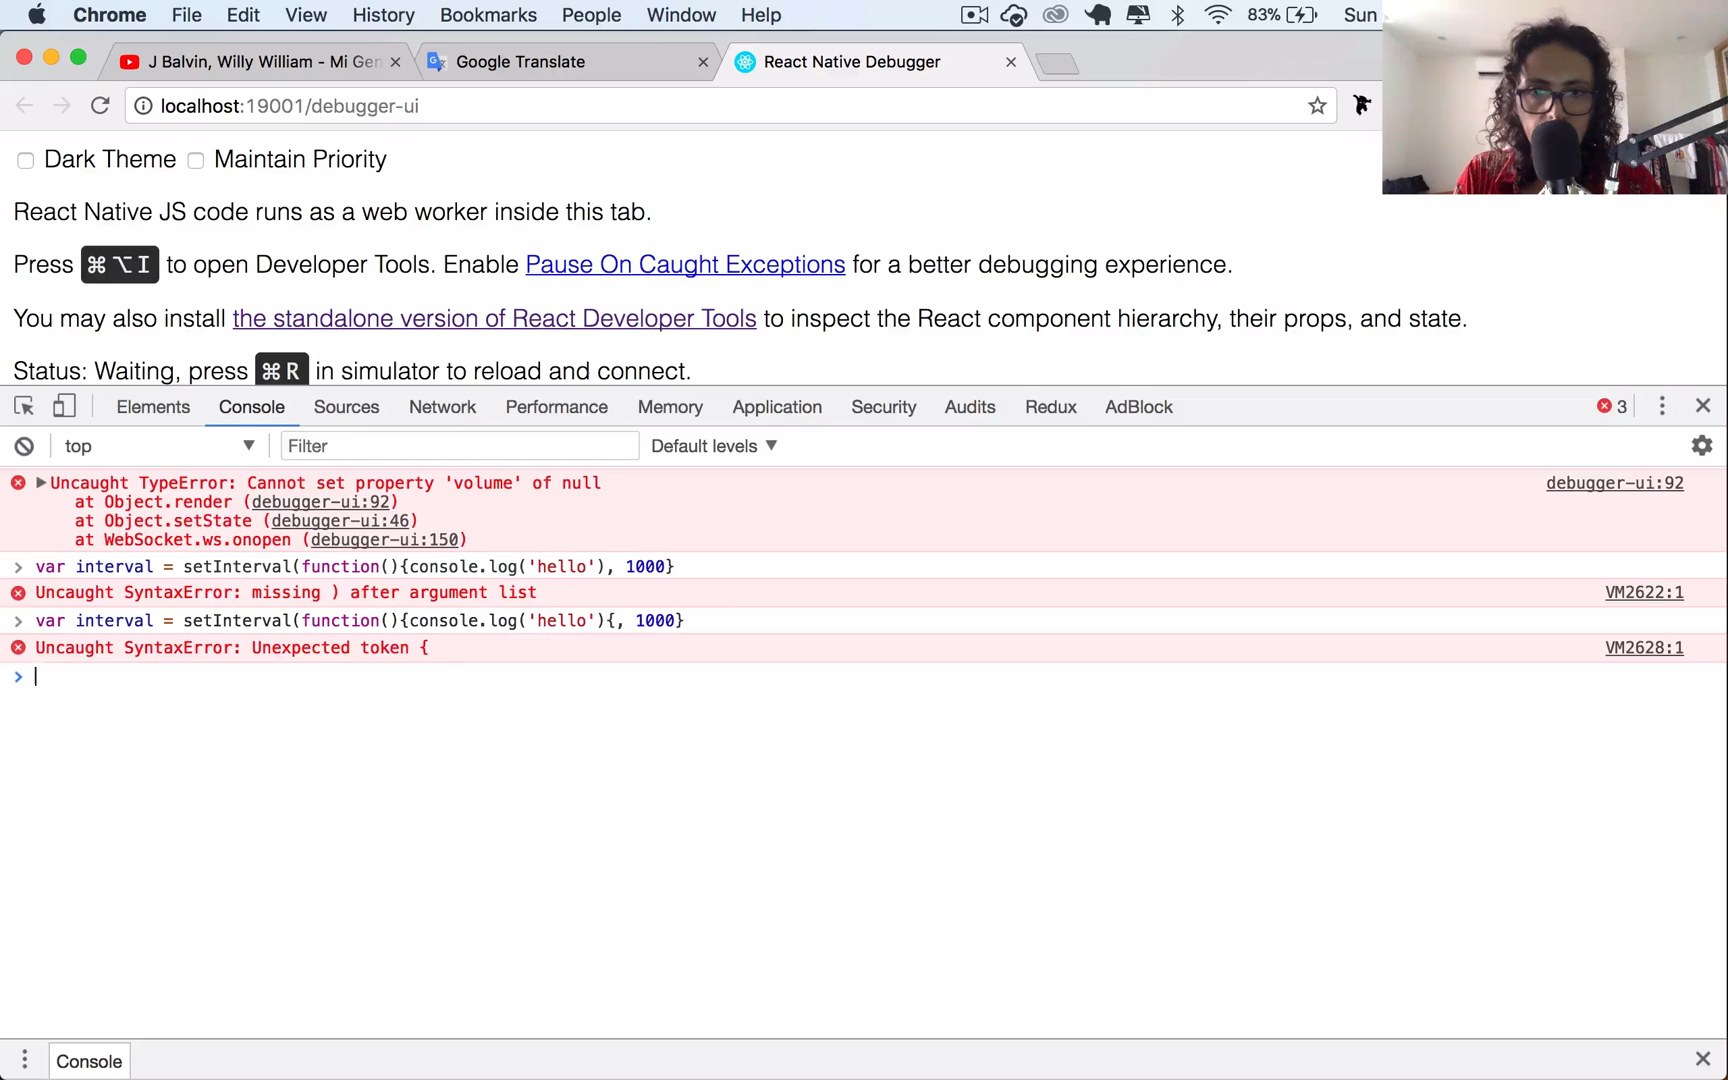 Chrome File Edit View History Bookmarks People Window Help 83% Sun
J Balvin, Willy William - Mi Gen
Google Translate
React Native Debugger
localhost:19001/debugger-ui
Dark Theme Maintain Priority
React Native JS code runs as a web worker inside this tab.
Press ⌘⌥I to open Developer Tools. Enable Pause On Caught Exceptions for a better debugging experience.
You may also install the standalone version of React Developer Tools to inspect the React component hierarchy, their props, and state.
Status: Waiting, press ⌘R in simulator to reload and connect.
Elements Console Sources Network Performance Memory Application Security Audits Redux AdBlock 3
top Filter Default levels ▼
Uncaught TypeError: Cannot set property 'volume' of null debugger-ui:92
at Object.render (debugger-ui:92)
at Object.setState (debugger-ui:46)
at WebSocket.ws.onopen (debugger-ui:150)
> var interval = setInterval(function(){console.log('hello'), 1000}
Uncaught SyntaxError: missing ) after argument list VM2622:1
> var interval = setInterval(function(){console.log('hello'){, 1000}
Uncaught SyntaxError: Unexpected token { VM2628:1
>
Console